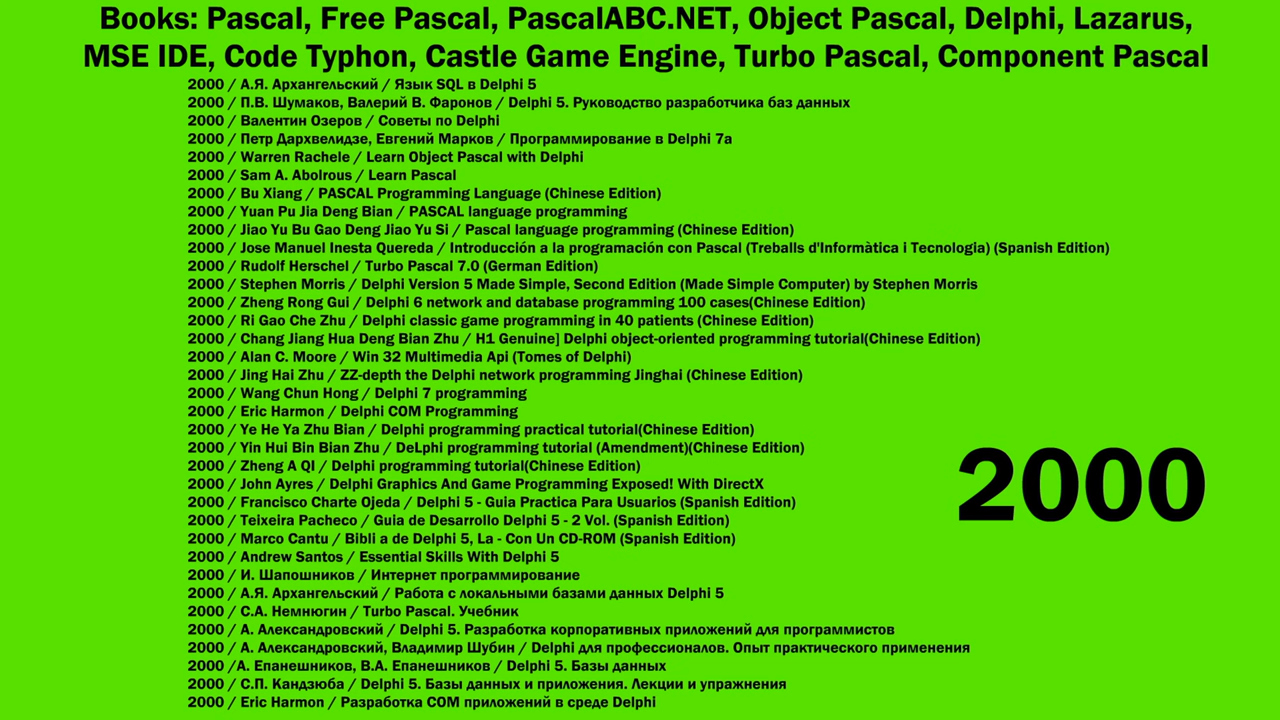 Books: Pascal, Free Pascal, PascalABC.NET, Object Pascal, Delphi, Lazarus,
MSE IDE, Code Typhon, Castle Game Engine, Turbo Pascal, Component Pascal
2000 / А.Я. Архангельский / Язык SQL в Delphi 5
2000 / П.В. Шумаков, Валерий В. Фаронов / Delphi 5. Руководство разработчика баз данных
2000 / Валентин Озеров / Советы по Delphi
2000 / Петр Дархвелидзе, Евгений Марков / Программирование в Delphi 7а
2000 / Warren Rachele / Learn Object Pascal with Delphi
2000 / Sam A. Abolrous / Learn Pascal
2000 / Bu Xiang / PASCAL Programming Language (Chinese Edition)
2000 / Yuan Pu Jia Deng Bian / PASCAL language programming
2000 / Jiao Yu Bu Gao Deng Jiao Yu Si / Pascal language programming (Chinese Edition)
2000 / Jose Manuel Inesta Quereda / Introducción a la programación con Pascal (Treballs d'Informàtica i Tecnologia) (Spanish Edition)
2000 / Rudolf Herschel / Turbo Pascal 7.0 (German Edition)
2000 / Stephen Morris / Delphi Version 5 Made Simple, Second Edition (Made Simple Computer) by Stephen Morris
2000 / Zheng Rong Gui / Delphi 6 network and database programming 100 cases(Chinese Edition)
2000 / Ri Gao Che Zhu / Delphi classic game programming in 40 patients (Chinese Edition)
2000 / Chang Jiang Hua Deng Bian Zhu / H1 Genuine] Delphi object-oriented programming tutorial(Chinese Edition)
2000 / Alan C. Moore / Win 32 Multimedia Api (Tomes of Delphi)
2000 / Jing Hai Zhu / ZZ-depth the Delphi network programming Jinghai (Chinese Edition)
2000 / Wang Chun Hong / Delphi 7 programming
2000 / Eric Harmon / Delphi COM Programming
2000 / Ye He Ya Zhu Bian / Delphi programming practical tutorial(Chinese Edition)
2000 / Yin Hui Bin Bian Zhu / DeLphi programming tutorial (Amendment)(Chinese Edition)
2000 / Zheng A QI / Delphi programming tutorial(Chinese Edition)
2000 / John Ayres / Delphi Graphics And Game Programming Exposed! With DirectX
2000 / Francisco Charte Ojeda / Delphi 5 - Guia Practica Para Usuarios (Spanish Edition)
2000 / Teixeira Pacheco / Guia de Desarrollo Delphi 5 - 2 Vol. (Spanish Edition)
2000 / Marco Cantu / Bibli a de Delphi 5, La - Con Un CD-ROM (Spanish Edition)
2000 / Andrew Santos / Essential Skills With Delphi 5
2000 / И. Шапошников / Интернет программирование
2000 / А.Я. Архангельский / Работа с локальными базами данных Delphi 5
2000 / С.А. Немнюгин / Turbo Pascal. Учебник
2000 / А. Александровский / Delphi 5. Разработка корпоративных приложений для программистов
2000 / А. Александровский, Владимир Шубин / Delphi для профессионалов. Опыт практического применения
2000 /А. Епанешников, В.А. Епанешников / Delphi 5. Базы данных
2000 / С.П. Кандзюба / Delphi 5. Базы данных и приложения. Лекции и упражнения
2000 / Eric Harmon / Разработка COM приложений в среде Delphi
2000